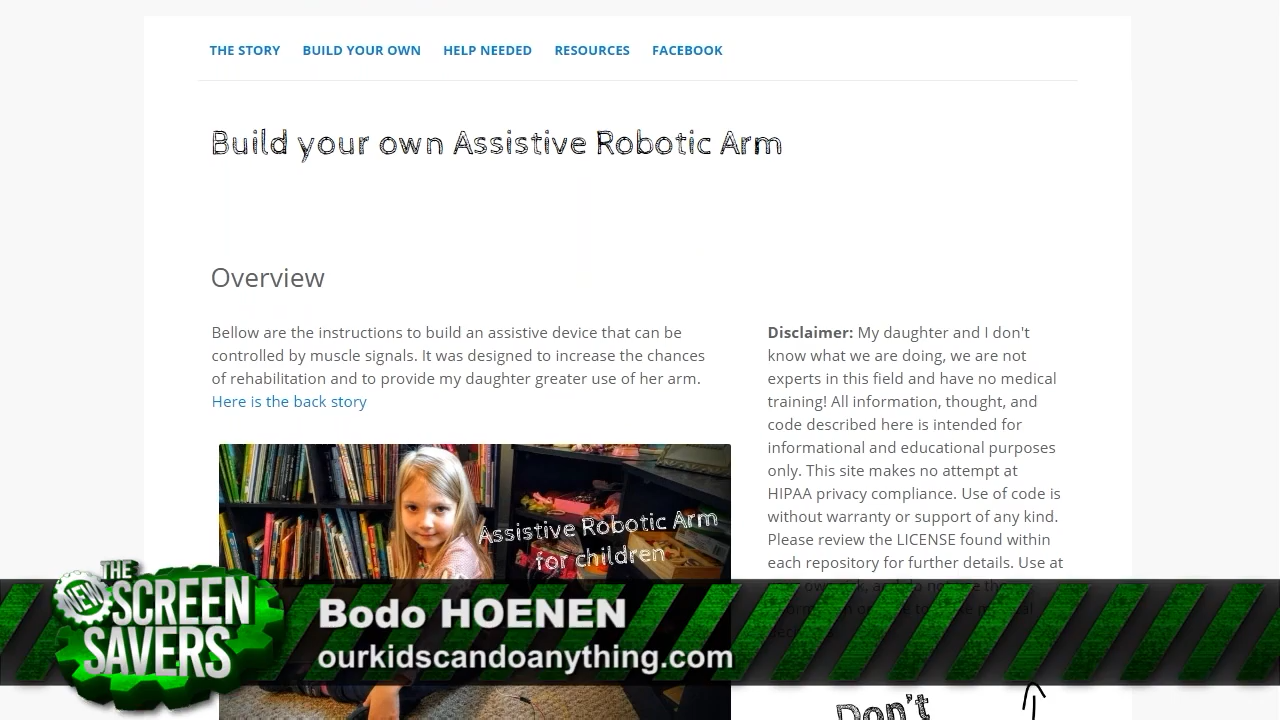 THE STORY BUILD YOUR OWN HELP NEEDED RESOURCES FACEBOOK
Build your own Assistive Robotic Arm
Overview
Bellow are the instructions to build an assistive device that can be
controlled by muscle signals. It was designed to increase the chances
of rehabilitation and to provide my daughter greater use of her arm.
Here is the back story
Disclaimer: My daughter and I don't
know what we are doing, we are not
experts in this field and have no medical
training! All information, thought, and
code described here is intended for
informational and educational purposes
only. This site makes no attempt at
HIPAA privacy compliance. Use of code is
without warranty or support of any kind.
Please review the LICENSE found within
each repository for further details. Use at
Assistive Robotic Arm
for children
THE
NEW SCREEN
SAVERS
Bodo HOENEN
ourkidscandoanything.com
Don't